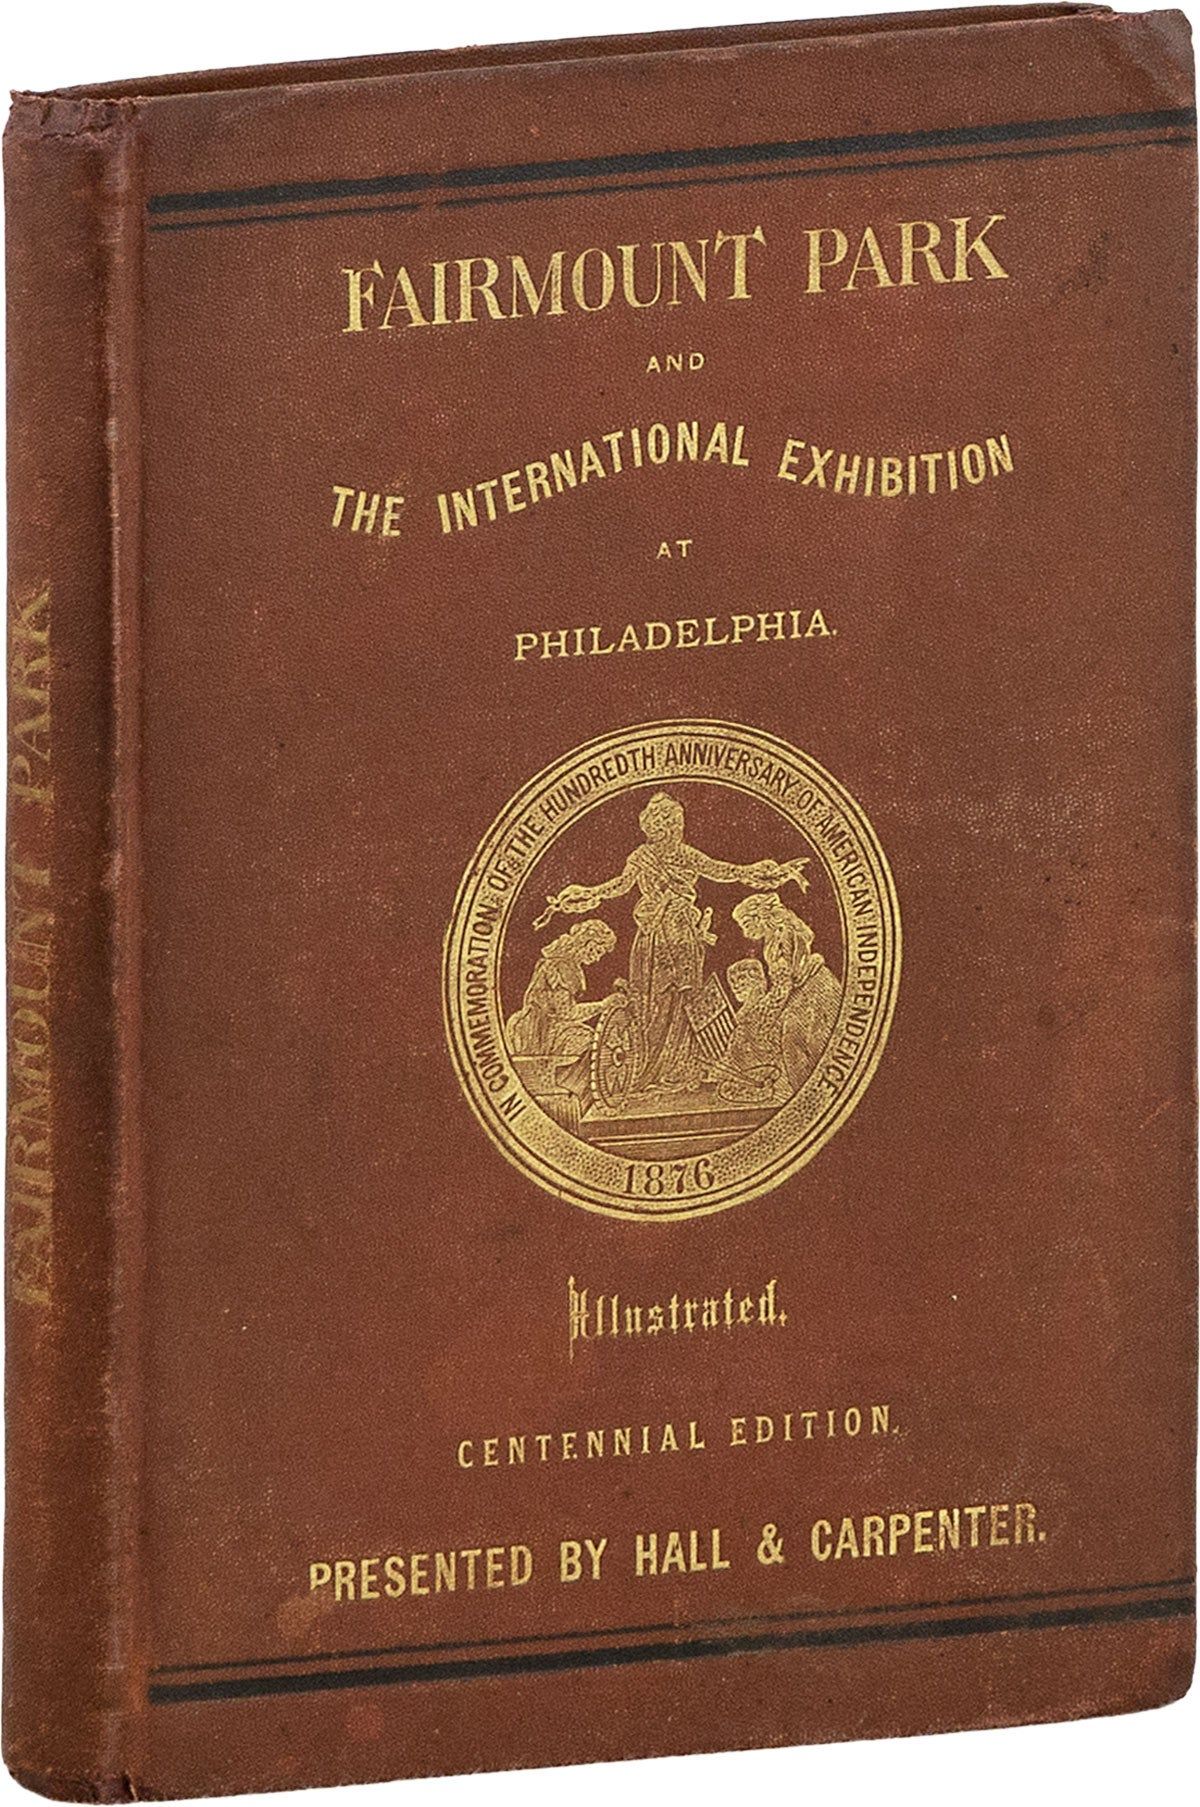 FAIRMOUNT PARK
AND
THE INTERNATIONAL EXHIBITION
AT
PHILADELPHIA.
IN COMMEMORATION OF THE HUNDREDTH ANNIVERSARY OF AMERICAN INDEPENDENCE.
1876
Illustrated.
CENTENNIAL EDITION.
PRESENTED BY HALL & CARPENTER.
FAIRMOUNT PARK